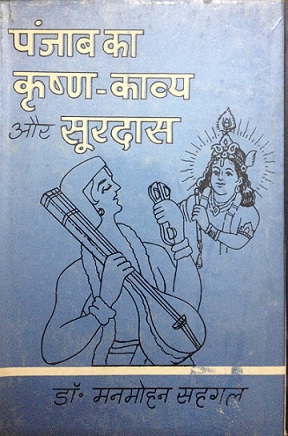 पंजाब का
कृष्ण-काव्य
और सूरदास
डॉ॰ मनमोहन सहगल